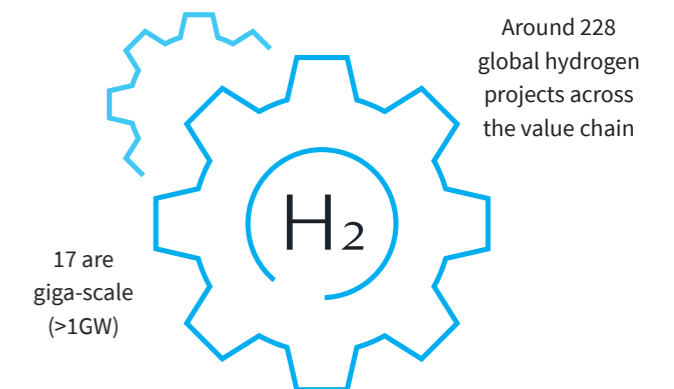 Around 228
global hydrogen
projects across
the value chain
H2
17 are
giga-scale
(>1GW)